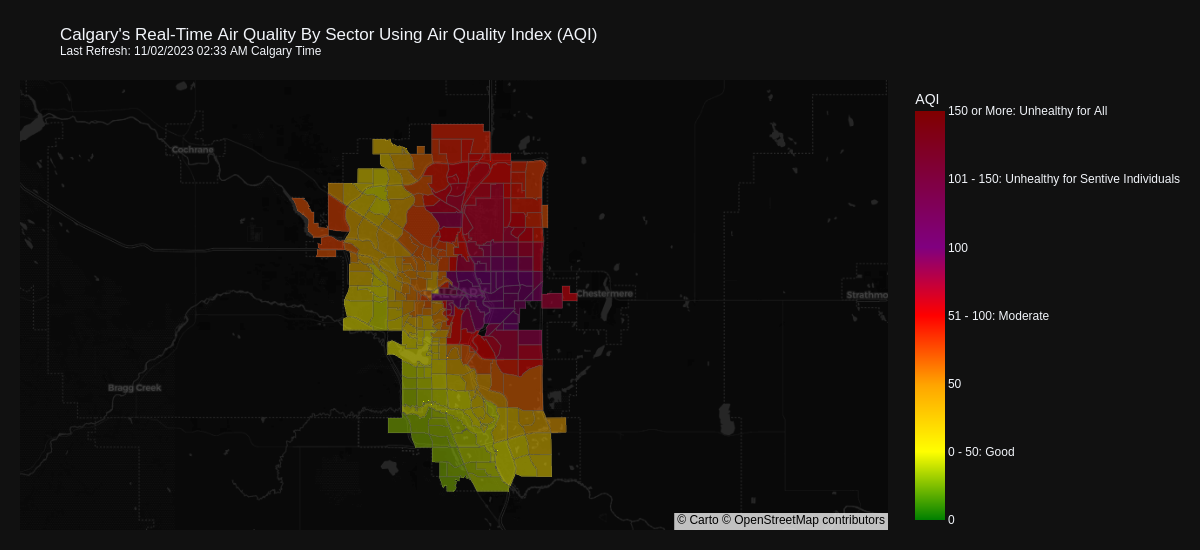 Calgary's Real-Time Air Quality By Sector Using Air Quality Index (AQI)
Last Refresh: 11/02/2023 02:33 AM Calgary Time
AQI
150 or More: Unhealthy for All
101 - 150: Unhealthy for Sentive Individuals
100
51 - 100: Moderate
50
0 - 50: Good
0
Cochrane
Chestermere
Strathmo
Bragg Creek
© Carto © OpenStreetMap contributors